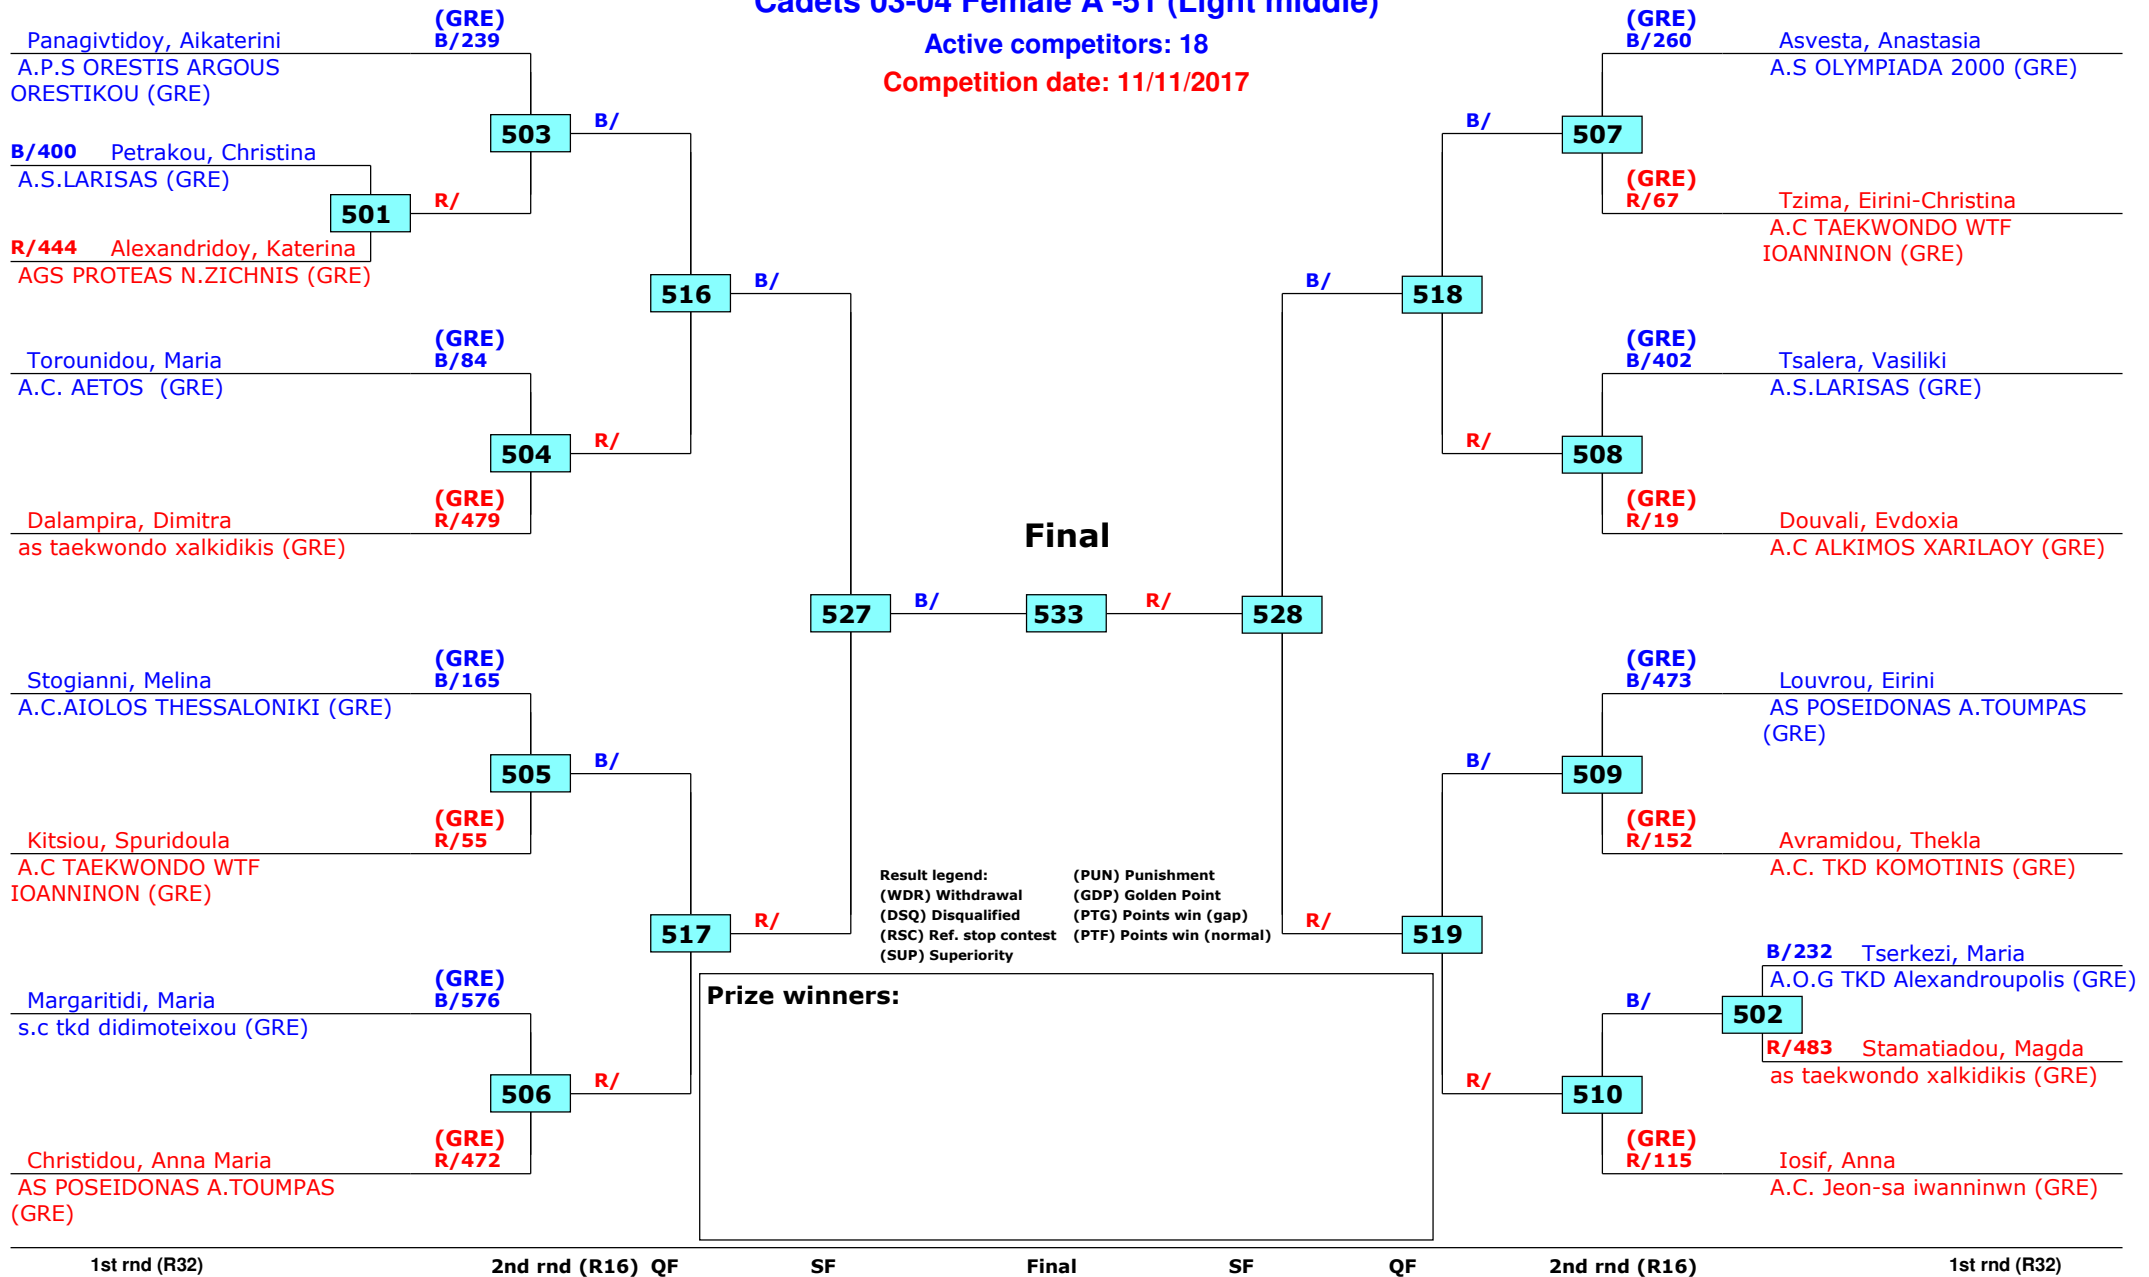 Cadets 03-04 Female A -51 (Light middle)
Active competitors: 18
Competition date: 11/11/2017
(GRE)
Panagivtidoy, Aikaterini B/239
A.P.S ORESTIS ARGOUS
ORESTIKOU (GRE)
503
B/
B/400 Petrakou, Christina
A.S.LARISAS (GRE)
501
R/
R/444 Alexandridoy, Katerina
AGS PROTEAS N.ZICHNIS (GRE)
516
B/
(GRE)
Torounidou, Maria B/84
A.C. AETOS (GRE)
504
R/
(GRE)
Dalampira, Dimitra R/479
as taekwondo xalkidikis (GRE)
527
B/
(GRE)
Stogianni, Melina B/165
A.C.AIOLOS THESSALONIKI (GRE)
505
B/
(GRE)
Kitsiou, Spuridoula R/55
A.C TAEKWONDO WTF
IOANNINON (GRE)
517
R/
(GRE)
Margaritidi, Maria B/576
s.c tkd didimoteixou (GRE)
506
R/
(GRE)
Christidou, Anna Maria R/472
AS POSEIDONAS A.TOUMPAS
(GRE)
Final
533
(GRE)
B/260 Asvesta, Anastasia
A.S OLYMPIADA 2000 (GRE)
B/
507
(GRE)
R/67 Tzima, Eirini-Christina
A.C TAEKWONDO WTF
IOANNINON (GRE)
B/
518
(GRE)
B/402 Tsalera, Vasiliki
A.S.LARISAS (GRE)
R/
508
(GRE)
R/19 Douvali, Evdoxia
A.C ALKIMOS XARILAOY (GRE)
R/
528
(GRE)
B/473 Louvrou, Eirini
AS POSEIDONAS A.TOUMPAS
(GRE)
B/
509
(GRE)
R/152 Avramidou, Thekla
A.C. TKD KOMOTINIS (GRE)
R/
519
B/232 Tserkezi, Maria
A.O.G TKD Alexandroupolis (GRE)
B/
502
R/483 Stamatiadou, Magda
as taekwondo xalkidikis (GRE)
R/
510
(GRE)
R/115 Iosif, Anna
A.C. Jeon-sa iwanninwn (GRE)
Result legend: (PUN) Punishment
(WDR) Withdrawal (GDP) Golden Point
(DSQ) Disqualified (PTG) Points win (gap)
(RSC) Ref. stop contest (PTF) Points win (normal)
(SUP) Superiority
Prize winners:
1st rnd (R32) 2nd rnd (R16) QF SF Final SF QF 2nd rnd (R16) 1st rnd (R32)